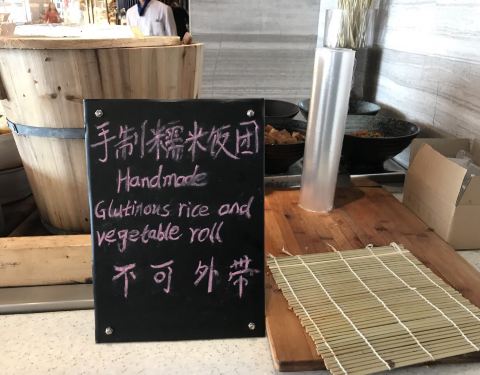 手制糯米饭团
Handmade
Glutinous rice and
vegetable roll
不可外带